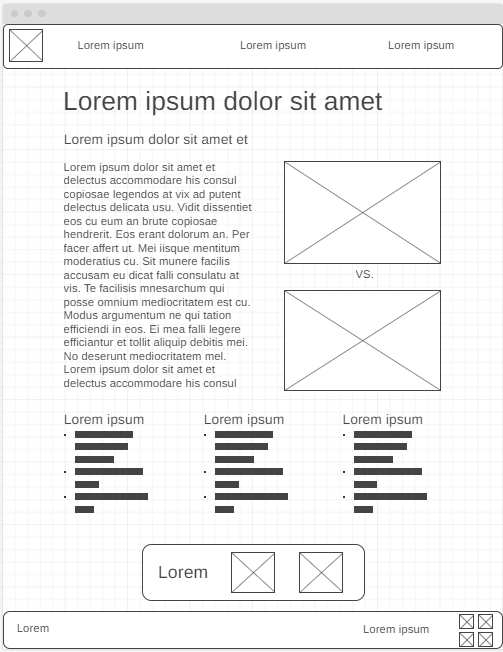 Lorem ipsum
Lorem ipsum
Lorem ipsum
Lorem ipsum dolor sit amet
Lorem ipsum dolor sit amet et
Lorem ipsum dolor sit amet et
delectus accommodare his consul
copiosae legendos at vix ad putent
delectus delicata usu. Vidit dissentiet
eos cu eum an brute copiosae
hendrerit. Eos erant dolorum an. Per
facer affert ut. Mei iisque mentitum
moderatius cu. Sit munere facilis
accusam eu dicat falli consulatu at
vis. Te facilisis mnesarchum qui
posse omnium mediocritatem est cu.
Modus argumentum ne qui tation
efficiendi in eos. Ei mea falli legere
efficiantur et tollit aliquip debitis mei.
No deserunt mediocritatem mel.
Lorem ipsum dolor sit amet et
delectus accommodare his consul
VS.
Lorem ipsum
Lorem ipsum
Lorem ipsum
Lorem
Lorem
Lorem ipsum